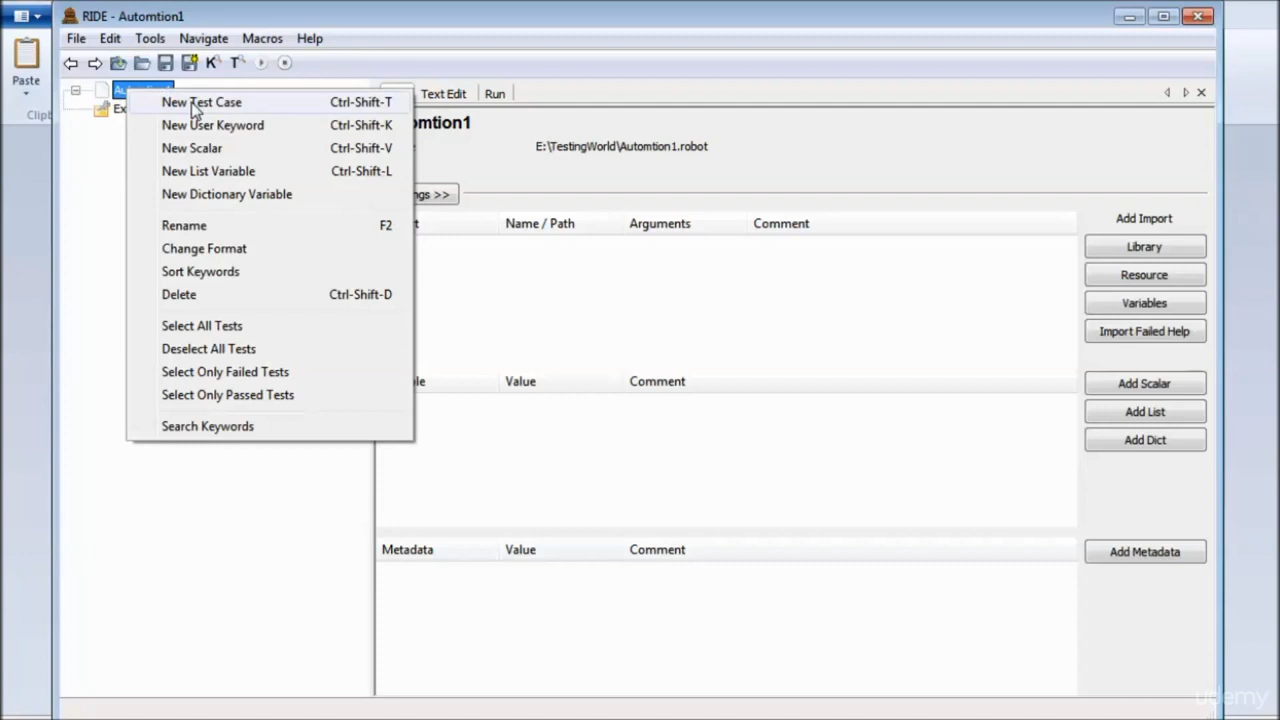 RIDE - Automtion1
File Edit Tools Navigate Macros Help
Paste
Clipb
New Test Case Ctrl-Shift-T
New User Keyword Ctrl-Shift-K
New Scalar Ctrl-Shift-V
New List Variable Ctrl-Shift-L
New Dictionary Variable
Rename F2
Change Format
Sort Keywords
Delete Ctrl-Shift-D
Select All Tests
Deselect All Tests
Select Only Failed Tests
Select Only Passed Tests
Search Keywords
Text Edit Run
omtion1
E:\TestingWorld\Automtion1.robot
ngs >>
Name / Path Arguments Comment
Add Import
Library
Resource
Variables
Import Failed Help
Value Comment
Add Scalar
Add List
Add Dict
Metadata Value Comment
Add Metadata
udemy